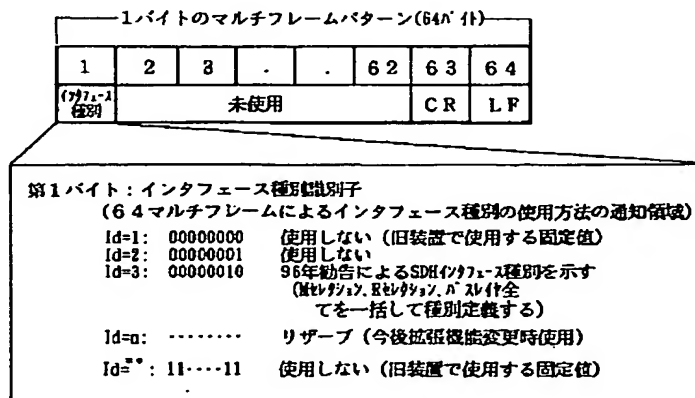 1バイトのマルチフレームパターン(64バイト)
1 2 3 . . 62 63 64
インタフェース種別 未使用 CR LF
第1バイト:インタフェース種別識別子
(64マルチフレームによるインタフェース種別の使用方法の通知領域)
Id=1: 00000000 使用しない (旧装置で使用する固定値)
Id=2: 00000001 使用しない
Id=3: 00000010 96年勧告によるSDHインタフェース種別を示す
(Mセレクション、Rセレクション、パスレイヤ全
てを一括して種別定義する)
Id=n: ········ リザーブ (今後拡張機能変更時使用)
Id=**: 11····11 使用しない (旧装置で使用する固定値)